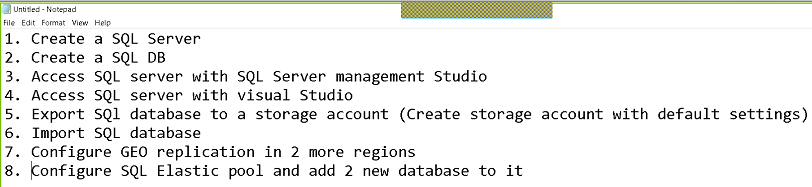 Untitled - Notepad
File Edit Format View Help
1. Create a SQL Server
2. Create a SQL DB
3. Access SQL server with SQL Server management Studio
4. Access SQL server with visual Studio
5. Export SQl database to a storage account (Create storage account with default settings)
6. Import SQL database
7. Configure GEO replication in 2 more regions
8. Configure SQL Elastic pool and add 2 new database to it